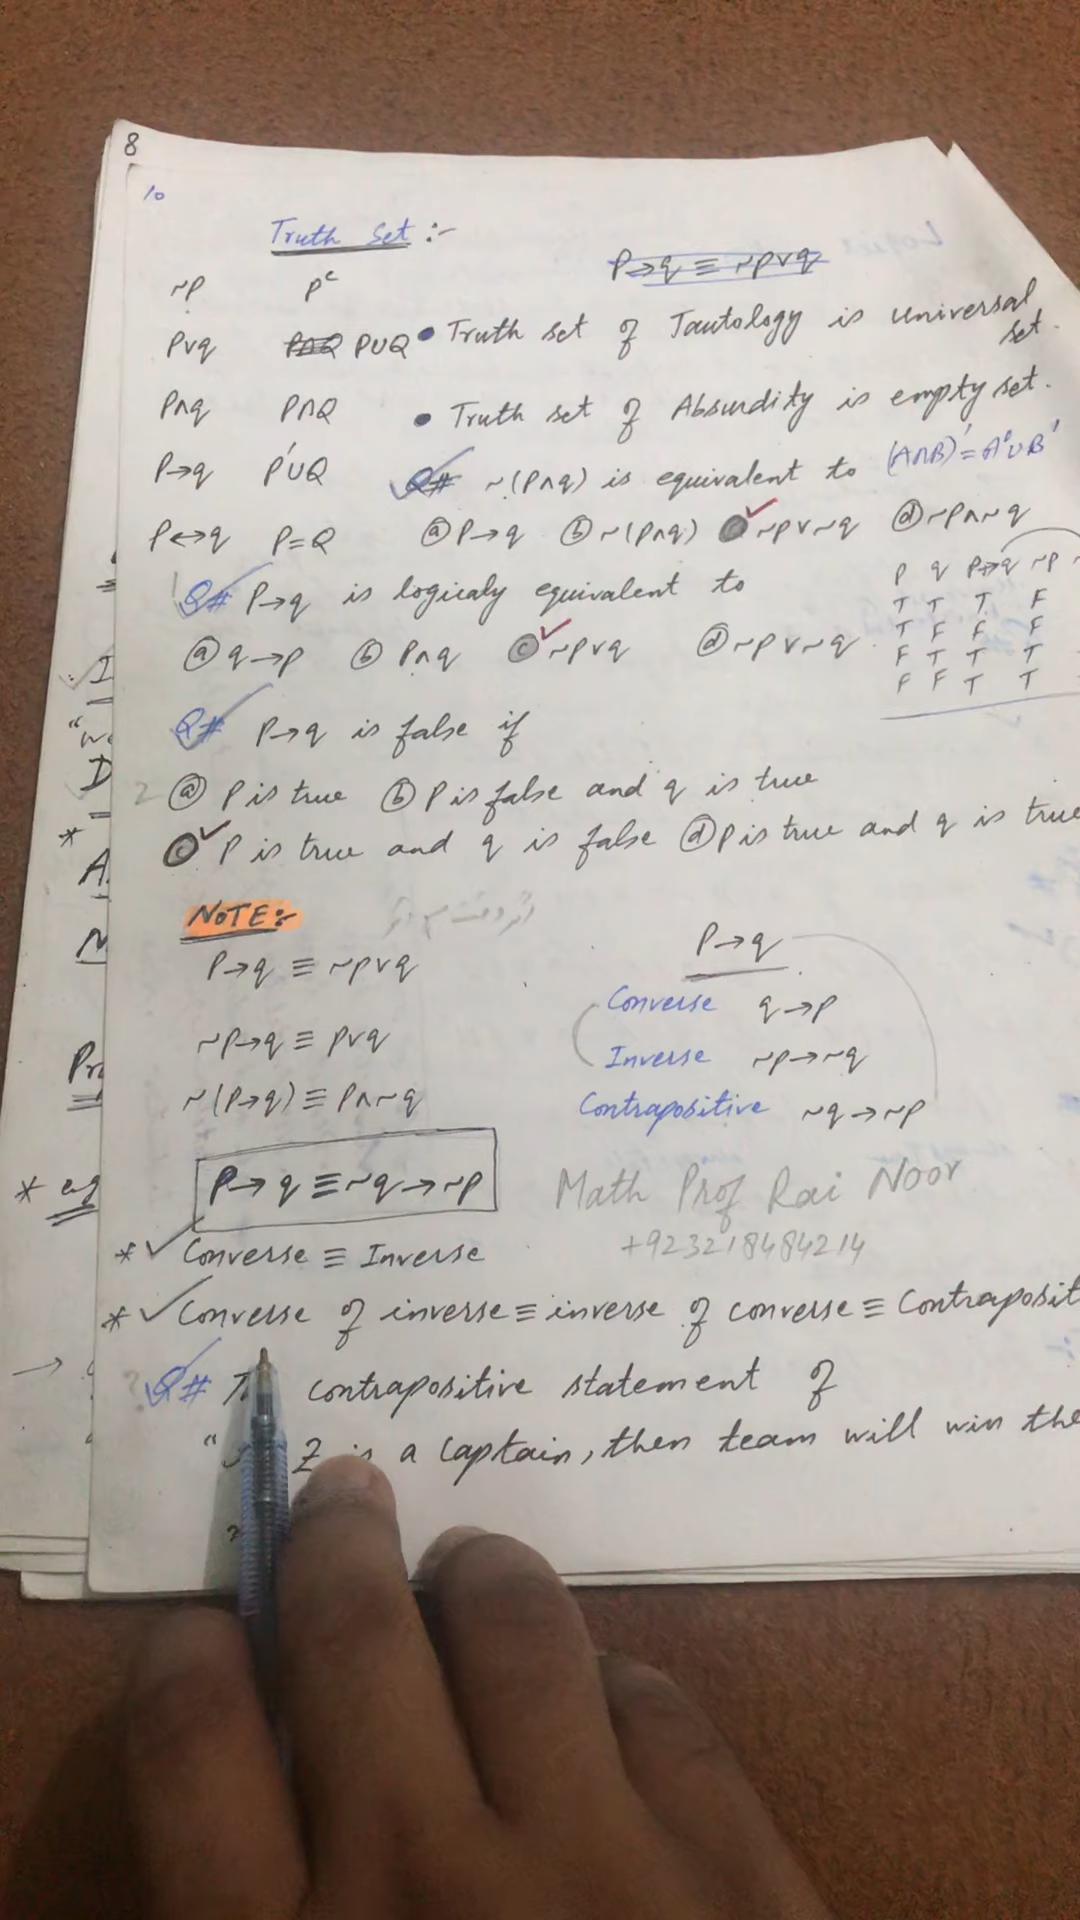 8
10
Truth Set :-
P→q ≡ ~p∨q
~P P^c
P∨q P∪Q
• Truth set of Tautology is universal set.
P∧q P∩Q
• Truth set of Absurdity is empty set.
P→q P'∪Q
Q# ~(P∧q) is equivalent to (A∩B)'=A'∪B'
P↔q P=Q
ⓐ P→q ⓑ ~(P∧q) ⓒ ~p∨~q ⓓ ~p∧~q
Q# P→q is logicaly equivalent to
ⓐ q→p ⓑ P∧q ⓒ ~p∨q ⓓ ~p∨~q
P q P→q ~p
T T T F
T F F F
F T T T
F F T T
Q# P→q is false if
2 ⓐ P is true ⓑ P is false and q is true
ⓒ P is true and q is false ⓓ P is true and q is true
NOTE:-
P→q ≡ ~p∨q
~P→q ≡ p∨q
~(P→q) ≡ P∧~q
P→q ≡ ~q→~p
P→q
Converse q→p
Inverse ~p→~q
Contrapositive ~q→~p
Math Prof Rai Noor
+923218484214
* ✓ Converse ≡ Inverse
* ✓ Converse of inverse ≡ inverse of converse ≡ Contraposit
Q# contrapositive statement of
" Z is a Captain, then team will win the
* eg